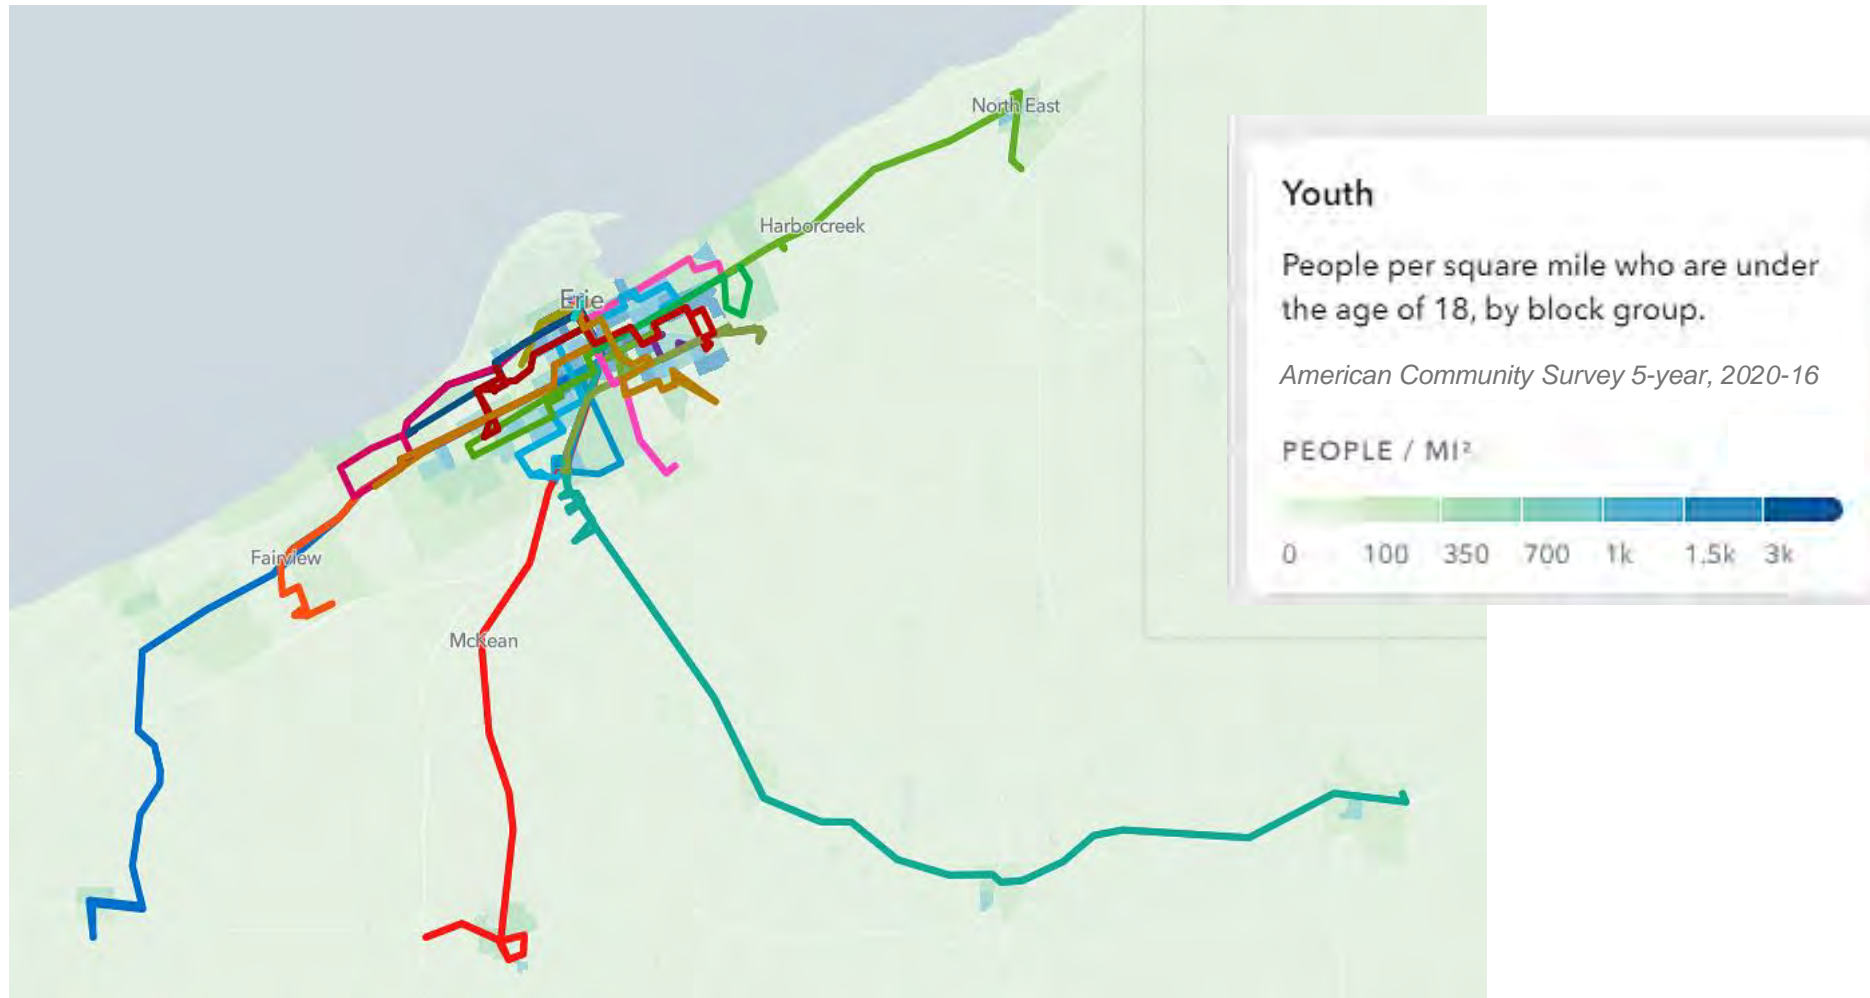 North East
Harborcreek
Erie
Fairview
McKean
Youth
People per square mile who are under
the age of 18, by block group.
American Community Survey 5-year, 2020-16
PEOPLE / MI²
0 100 350 700 1k 1.5k 3k